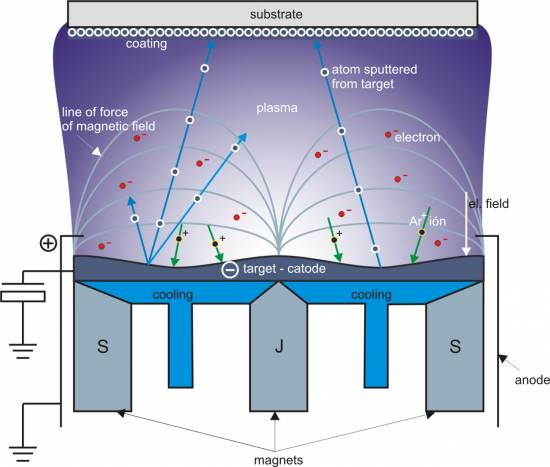 substrate
coating
atom sputtered
from target
plasma
line of force
of magnetic field
electron
-
-
-
-
-
-
-
-
-
el. field
Ar+ ión
+
+
+
+
-
target - catode
cooling
cooling
S
J
S
anode
magnets